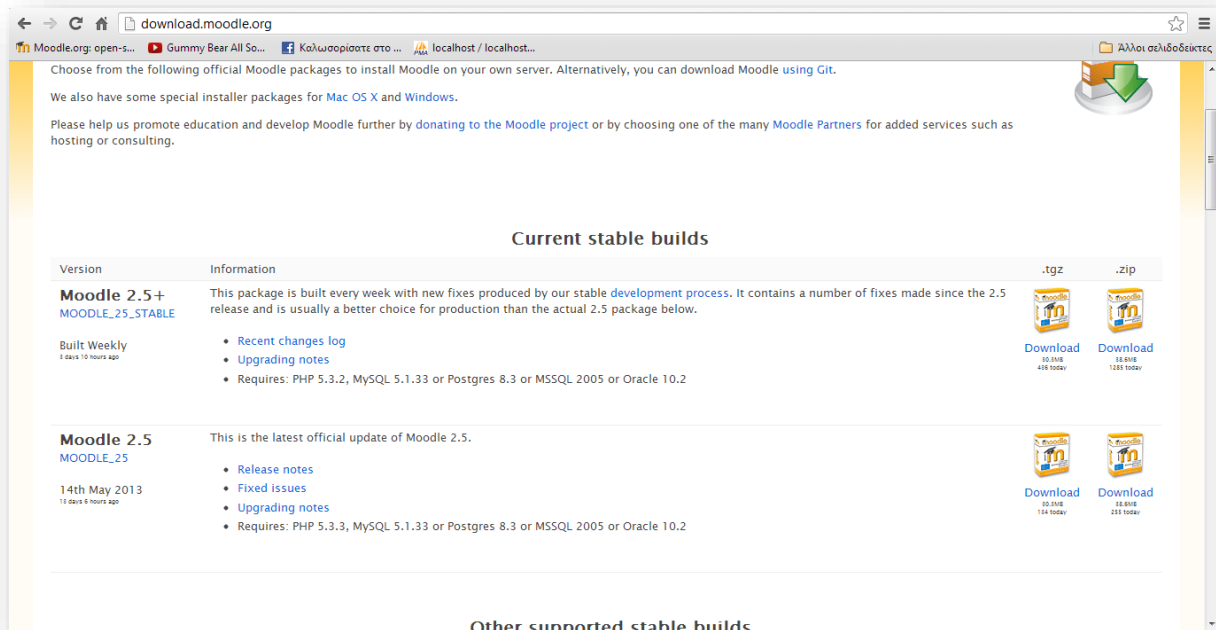 download.moodle.org
Moodle.org: open-s... Gummy Bear All So... Καλωσορίσατε στο ... localhost / localhost... Άλλοι σελιδοδείκτες
Choose from the following official Moodle packages to install Moodle on your own server. Alternatively, you can download Moodle using Git.
We also have some special installer packages for Mac OS X and Windows.
Please help us promote education and develop Moodle further by donating to the Moodle project or by choosing one of the many Moodle Partners for added services such as
hosting or consulting.
Current stable builds
Version Information .tgz .zip
Moodle 2.5+
MOODLE_25_STABLE
Built Weekly
This package is built every week with new fixes produced by our stable development process. It contains a number of fixes made since the 2.5
release and is usually a better choice for production than the actual 2.5 package below.
• Recent changes log
• Upgrading notes
• Requires: PHP 5.3.2, MySQL 5.1.33 or Postgres 8.3 or MSSQL 2005 or Oracle 10.2
Download Download
Moodle 2.5
MOODLE_25
14th May 2013
This is the latest official update of Moodle 2.5.
• Release notes
• Fixed issues
• Upgrading notes
• Requires: PHP 5.3.3, MySQL 5.1.33 or Postgres 8.3 or MSSQL 2005 or Oracle 10.2
Download Download
Other supported stable builds